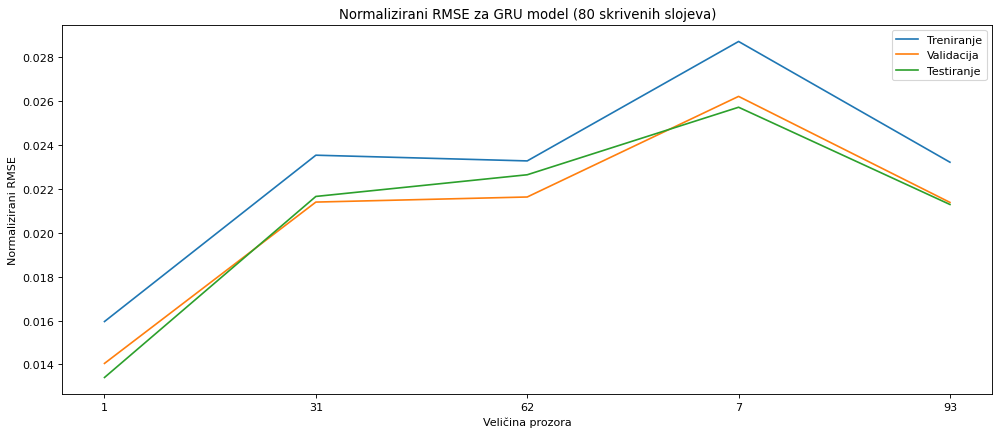 Normalizirani RMSE za GRU model (80 skrivenih slojeva)
Treniranje
Validacija
Testiranje
Normalizirani RMSE
0.028
0.026
0.024
0.022
0.020
0.018
0.016
0.014
1 31 62 7 93
Veličina prozora